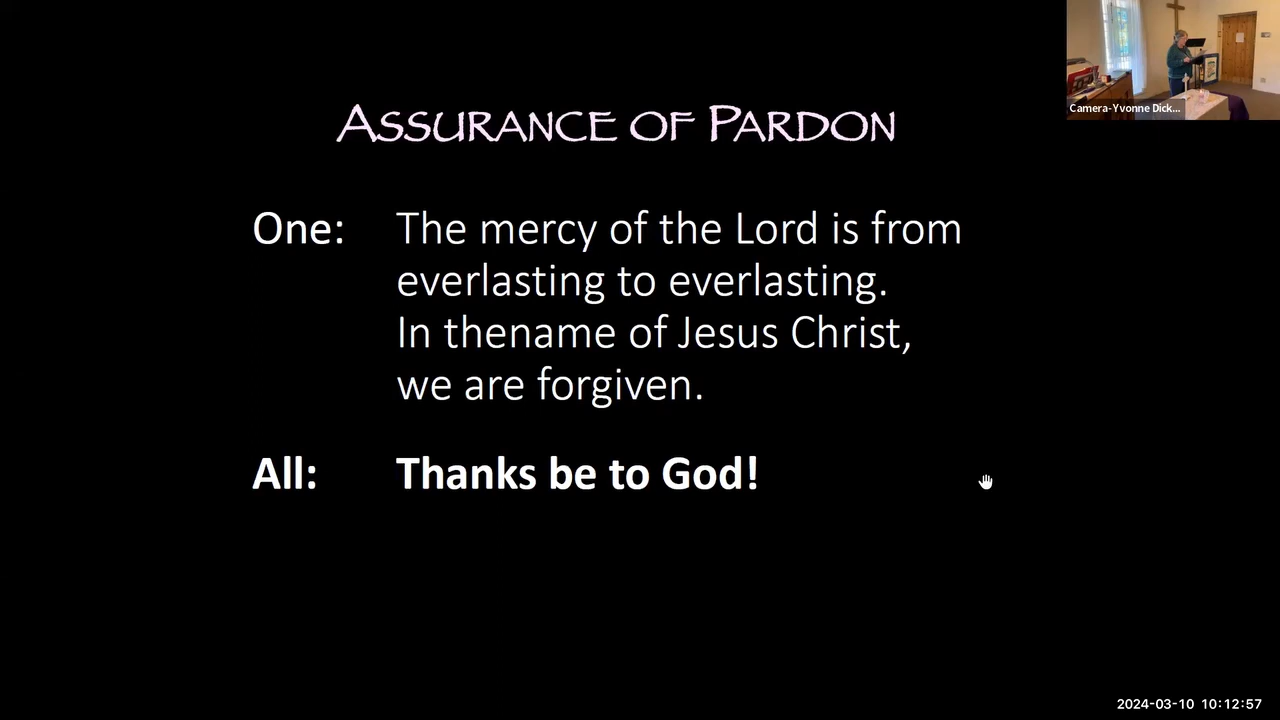 ASSURANCE OF PARDON
One: The mercy of the Lord is from
everlasting to everlasting.
In thename of Jesus Christ,
we are forgiven.
All: Thanks be to God!
Camera-Yvonne Dick...
2024-03-10 10:12:57